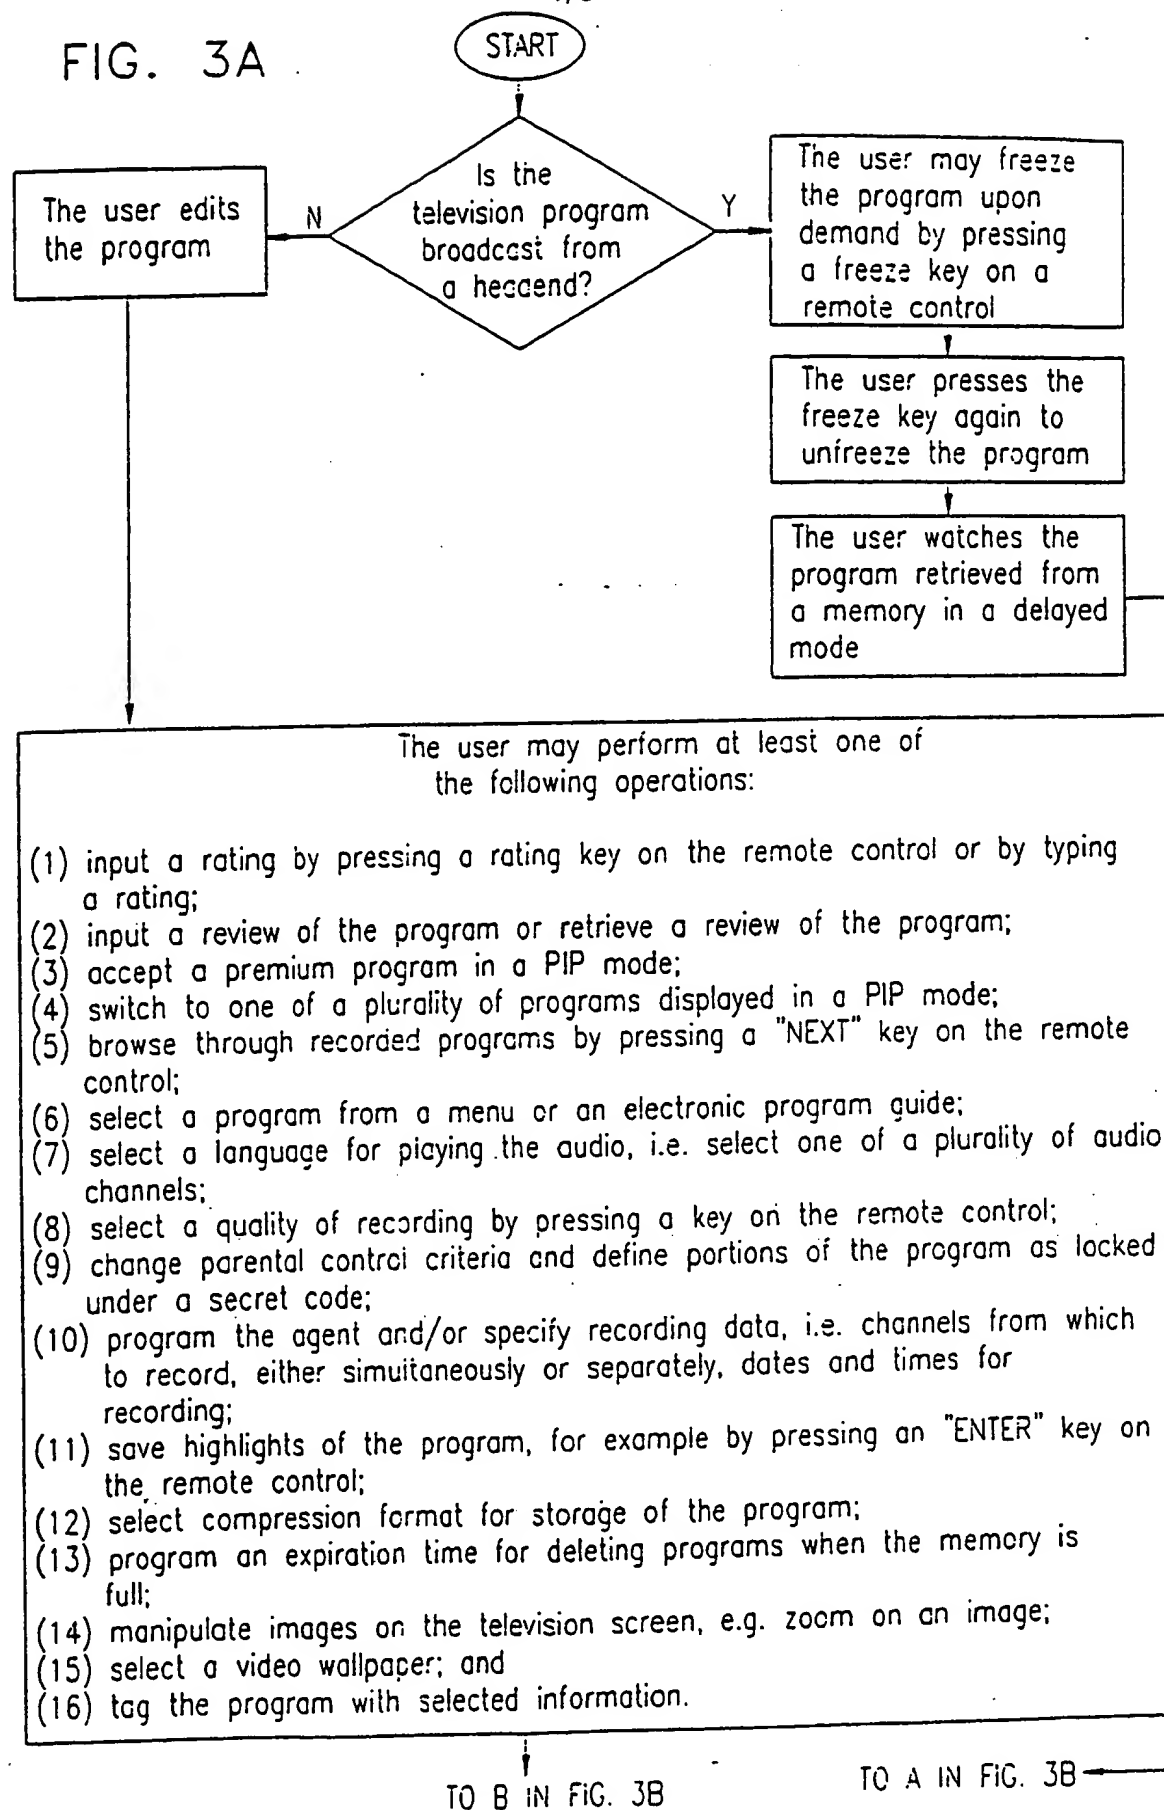 FIG. 3A
START
Is the
television program
broadcast from
a headend?
N
Y
The user edits
the program
The user may freeze
the program upon
demand by pressing
a freeze key on a
remote control
The user presses the
freeze key again to
unfreeze the program
The user watches the
program retrieved from
a memory in a delayed
mode
The user may perform at least one of
the following operations:
(1) input a rating by pressing a rating key on the remote control or by typing
a rating;
(2) input a review of the program or retrieve a review of the program;
(3) accept a premium program in a PIP mode;
(4) switch to one of a plurality of programs displayed in a PIP mode;
(5) browse through recorded programs by pressing a "NEXT" key on the remote
control;
(6) select a program from a menu or an electronic program guide;
(7) select a language for playing the audio, i.e. select one of a plurality of audio
channels;
(8) select a quality of recording by pressing a key on the remote control;
(9) change parental control criteria and define portions of the program as locked
under a secret code;
(10) program the agent and/or specify recording data, i.e. channels from which
to record, either simultaneously or separately, dates and times for
recording;
(11) save highlights of the program, for example by pressing an "ENTER" key on
the remote control;
(12) select compression format for storage of the program;
(13) program an expiration time for deleting programs when the memory is
full;
(14) manipulate images on the television screen, e.g. zoom on an image;
(15) select a video wallpaper; and
(16) tag the program with selected information.
TO B IN FIG. 3B
TO A IN FIG. 3B